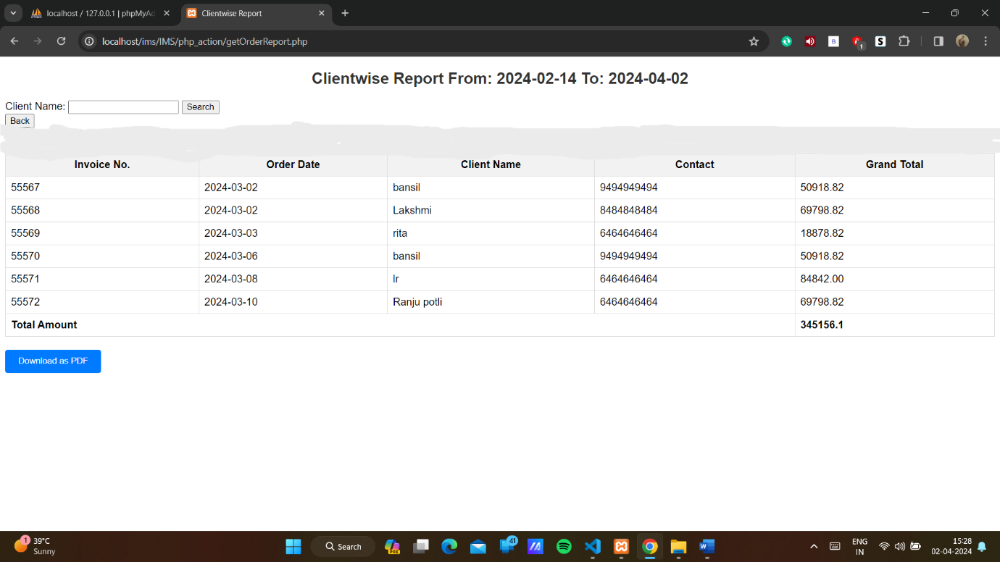 localhost / 127.0.0.1 | phpMyAd
Clientwise Report
localhost/ims/IMS/php_action/getOrderReport.php
1
Clientwise Report From: 2024-02-14 To: 2024-04-02
Client Name: Search
Back
Invoice No. Order Date Client Name Contact Grand Total
55567 2024-03-02 bansil 9494949494 50918.82
55568 2024-03-02 Lakshmi 8484848484 69798.82
55569 2024-03-03 rita 6464646464 18878.82
55570 2024-03-06 bansil 9494949494 50918.82
55571 2024-03-08 lr 6464646464 84842.00
55572 2024-03-10 Ranju potli 6464646464 69798.82
Total Amount 345156.1
Download as PDF
1
39°C
Sunny
Search
PRE
41
ENG
IN
15:28
02-04-2024